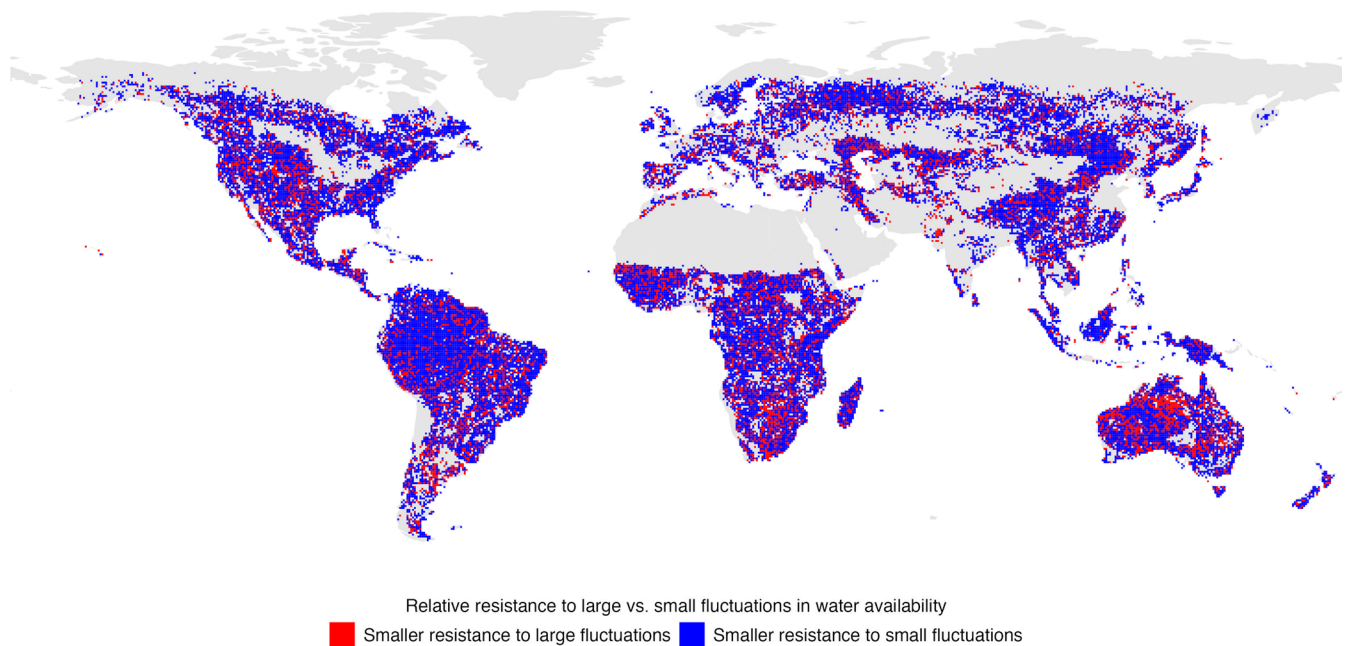 Relative resistance to large vs. small fluctuations in water availability
Smaller resistance to large fluctuations Smaller resistance to small fluctuations